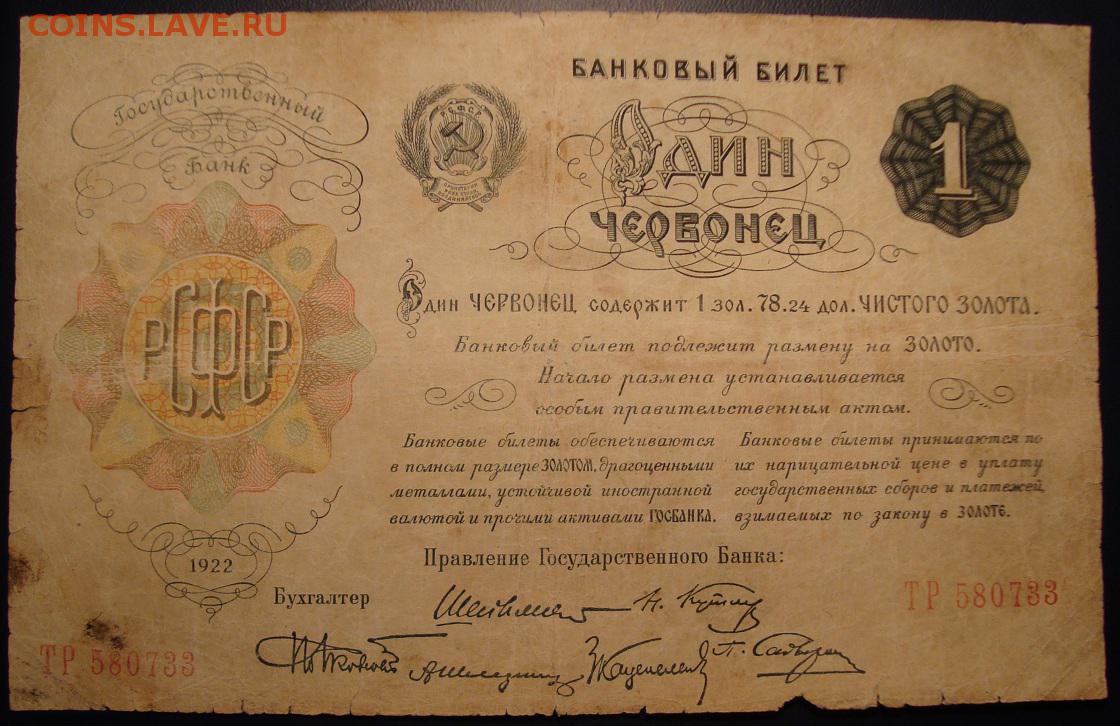 COINS.LAVE.RU
Государственный
Банк
РСФСР
1922
РСФСР
БАНКОВЫЙ БИЛЕТ
ОДИН
ЧЕРВОНЕЦ
1
Один ЧЕРВОНЕЦ содержит 1 зол. 78.24 дол. ЧИСТОГО ЗОЛОТА.
Банковый билет подлежит размену на ЗОЛОТО.
Начало размена устанавливается
особым правительственным актом.
Банковые билеты обеспечиваются
в полном размере ЗОЛОТОМ, драгоценными
металлами, устойчивой иностранной
валютой и прочими активами ГОСБАНКА.
Банковые билеты принимаются по
их нарицательной цене в уплату
государственных сборов и платежей,
взимаемых по закону в ЗОЛОТЕ.
Правление Государственного Банка:
Бухгалтер
ТР 580733
ТР 580733